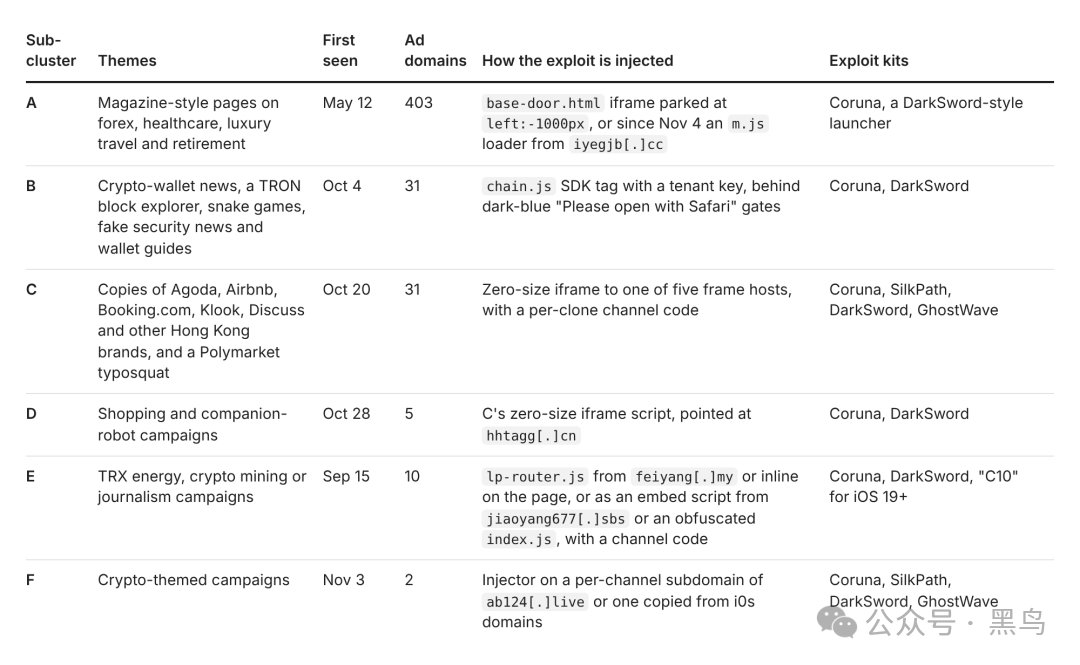 Sub-
cluster
Themes
First
seen
Ad
domains
How the exploit is injected
Exploit kits
A
Magazine-style pages on
forex, healthcare, luxury
travel and retirement
May 12
403
base-door.html iframe parked at
left:-1000px, or since Nov 4 an m.js
loader from iyegjb[.]cc
Coruna, a DarkSword-style
launcher
B
Crypto-wallet news, a TRON
block explorer, snake games,
fake security news and
wallet guides
Oct 4
31
chain.js SDK tag with a tenant key, behind
dark-blue "Please open with Safari" gates
Coruna, DarkSword
C
Copies of Agoda, Airbnb,
Booking.com, Klook, Discuss
and other Hong Kong
brands, and a Polymarket
typosquat
Oct 20
31
Zero-size iframe to one of five frame hosts,
with a per-clone channel code
Coruna, SilkPath,
DarkSword, GhostWave
D
Shopping and companion-
robot campaigns
Oct 28
5
C's zero-size iframe script, pointed at
hhtagg[.]cn
Coruna, DarkSword
E
TRX energy, crypto mining or
journalism campaigns
Sep 15
10
lp-router.js from feiyang[.]my or inline
on the page, or as an embed script from
jiaoyang677[.]sbs or an obfuscated
index.js, with a channel code
Coruna, DarkSword, "C10"
for iOS 19+
F
Crypto-themed campaigns
Nov 3
2
Injector on a per-channel subdomain of
ab124[.]live or one copied from i0s
domains
Coruna, SilkPath,
DarkSword, GhostWave
公众号 · 黑鸟